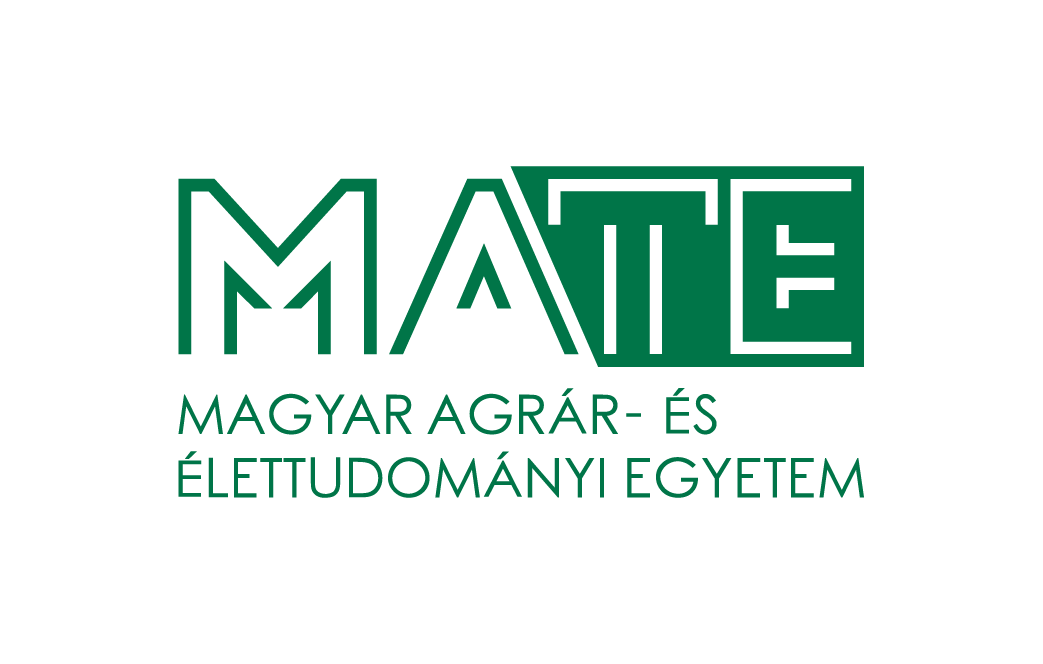 MATE
MAGYAR AGRÁR- ÉS
ÉLETTUDOMÁNYI EGYETEM